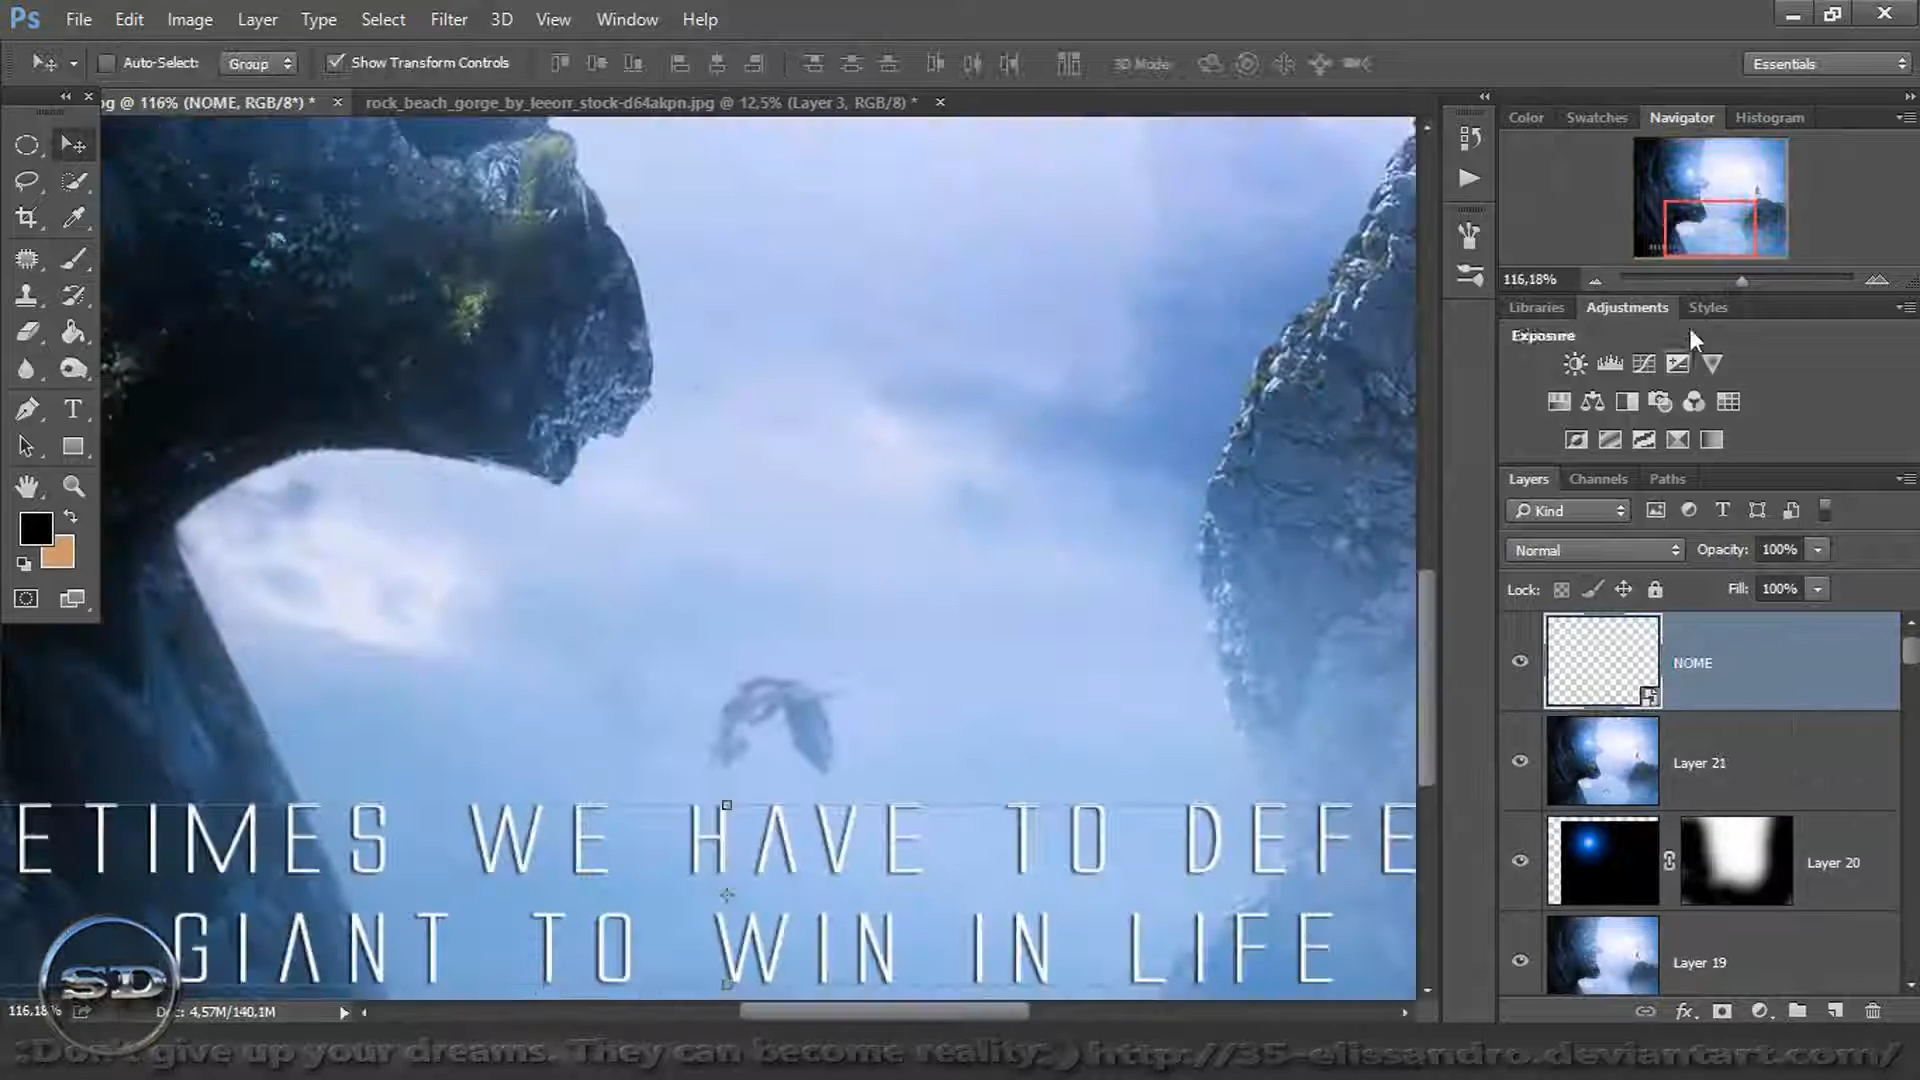 Ps File Edit Image Layer Type Select Filter 3D View Window Help
Auto-Select: Group Show Transform Controls 3D Mode: Essentials
pg @ 116% (NOME, RGB/8*) * × rock_beach_gorge_by_leeorr_stock-d64akpn.jpg @ 12,5% (Layer 3, RGB/8) * ×
Color Swatches Navigator Histogram
116,18%
Libraries Adjustments Styles
Exposure
Layers Channels Paths
Kind
Normal Opacity: 100%
Lock: Fill: 100%
NOME
Layer 21
Layer 20
Layer 19
ETIMES WE HAVE TO DEFE
GIANT TO WIN IN LIFE
SD
116,18% Doc: 4,57M/140,1M
:Don't give up your dreams. They can become reality:) http://35-elissandro.deviantart.com/